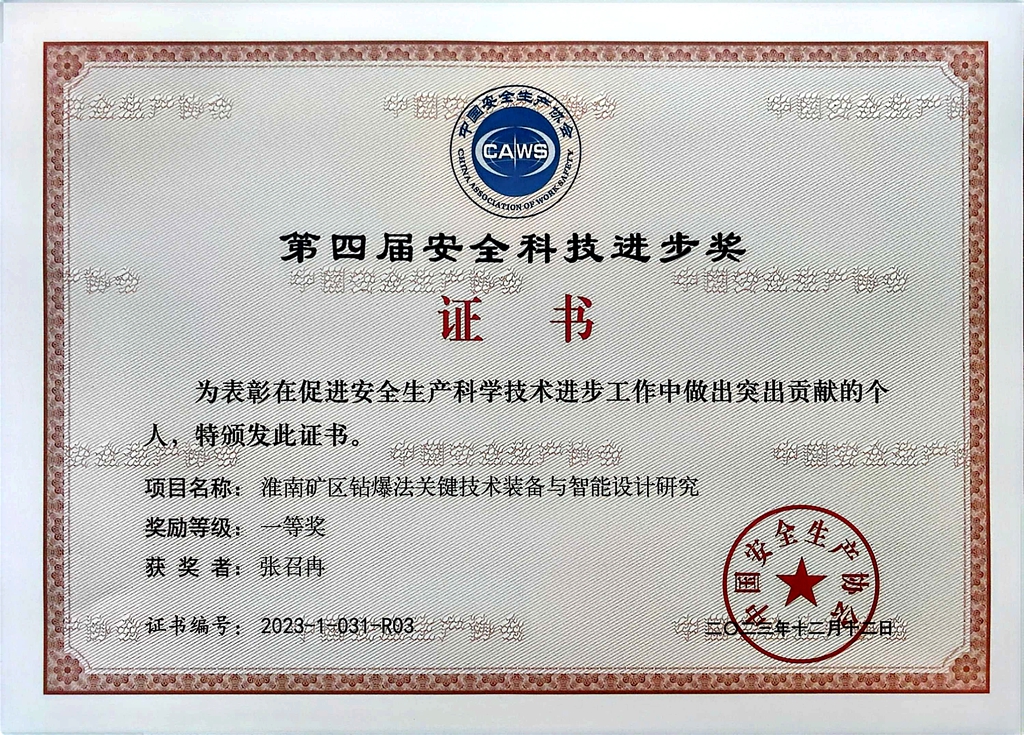 中国安全生产协会
CAWS
CHINA ASSOCIATION OF WORK SAFETY
第四届安全科技进步奖
证 书
为表彰在促进安全生产科学技术进步工作中做出突出贡献的个
人，特颁发此证书。
项目名称： 淮南矿区钻爆法关键技术装备与智能设计研究
奖励等级： 一等奖
获 奖 者： 张召冉
证书编号： 2023-1-031-R03
中国安全生产协会
二〇二三年十二月十二日